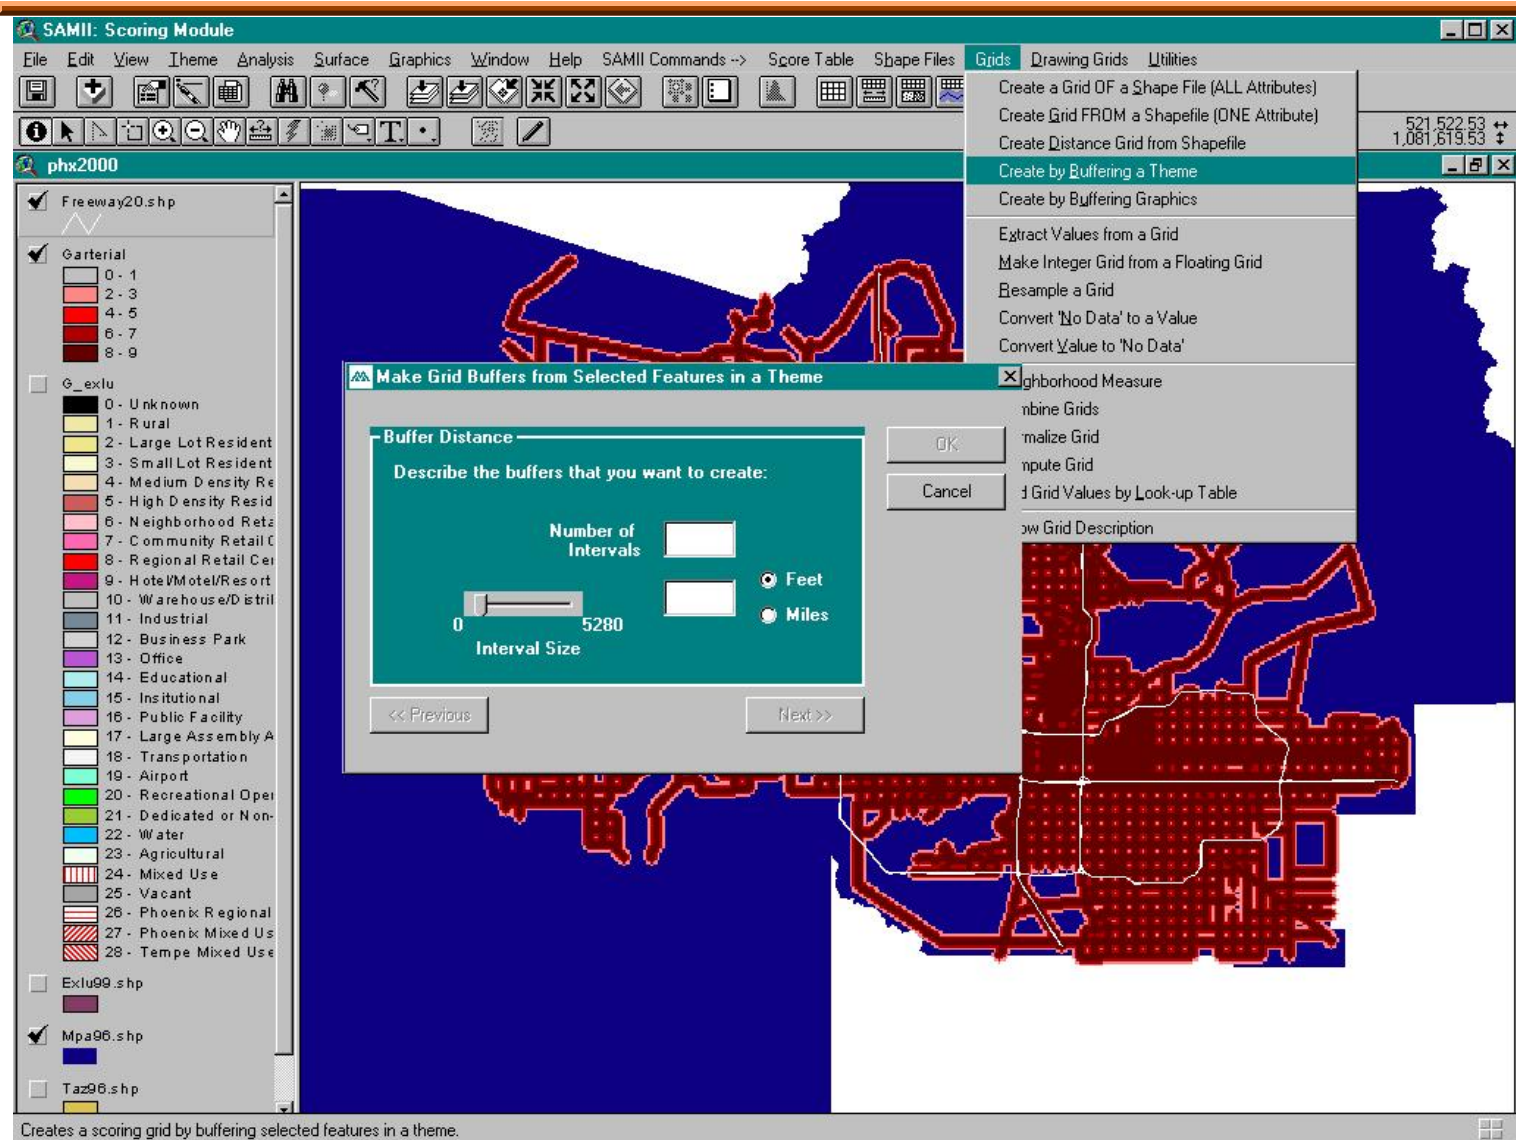 SAMII: Scoring Module
File Edit View Theme Analysis Surface Graphics Window Help SAMII Commands --> Score Table Shape Files Grids Drawing Grids Utilities
521,522.53
1,081,619.53
phx2000
Create a Grid OF a Shape File (ALL Attributes)
Create Grid FROM a Shapefile (ONE Attribute)
Create Distance Grid from Shapefile
Create by Buffering a Theme
Create by Buffering Graphics
Extract Values from a Grid
Make Integer Grid from a Floating Grid
Resample a Grid
Convert 'No Data' to a Value
Convert Value to 'No Data'
ghborhood Measure
nbine Grids
malize Grid
npute Grid
d Grid Values by Look-up Table
ow Grid Description
Freeway20.shp
Garterial
0 - 1
2 - 3
4 - 5
6 - 7
8 - 9
G_exlu
0 - Unknown
1 - Rural
2 - Large Lot Resident
3 - Small Lot Resident
4 - Medium Density Re
5 - High Density Resid
6 - Neighborhood Reta
7 - Community Retail C
8 - Regional Retail Cer
9 - Hotel/Motel/Resort
10 - Warehouse/Distril
11 - Industrial
12 - Business Park
13 - Office
14 - Educational
15 - Insitutional
16 - Public Facility
17 - Large Assembly A
18 - Transportation
19 - Airport
20 - Recreational Oper
21 - Dedicated or Non-
22 - Water
23 - Agricultural
24 - Mixed Use
25 - Vacant
26 - Phoenix Regional
27 - Phoenix Mixed Us
28 - Tempe Mixed Use
Exlu99.shp
Mpa96.shp
Taz96.shp
Make Grid Buffers from Selected Features in a Theme
Buffer Distance
Describe the buffers that you want to create:
Number of
Intervals
Feet
Miles
0 5280
Interval Size
OK
Cancel
<< Previous
Next >>
Creates a scoring grid by buffering selected features in a theme.